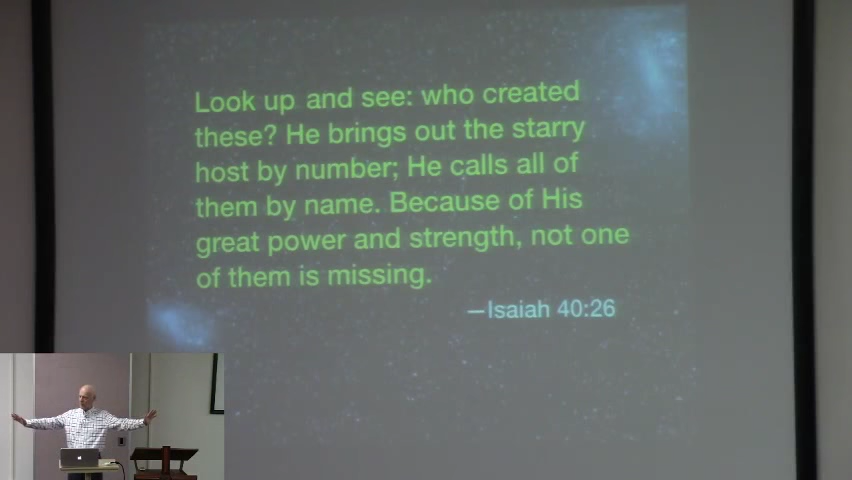 Look up and see: who created
these? He brings out the starry
host by number; He calls all of
them by name. Because of His
great power and strength, not one
of them is missing.
—Isaiah 40:26